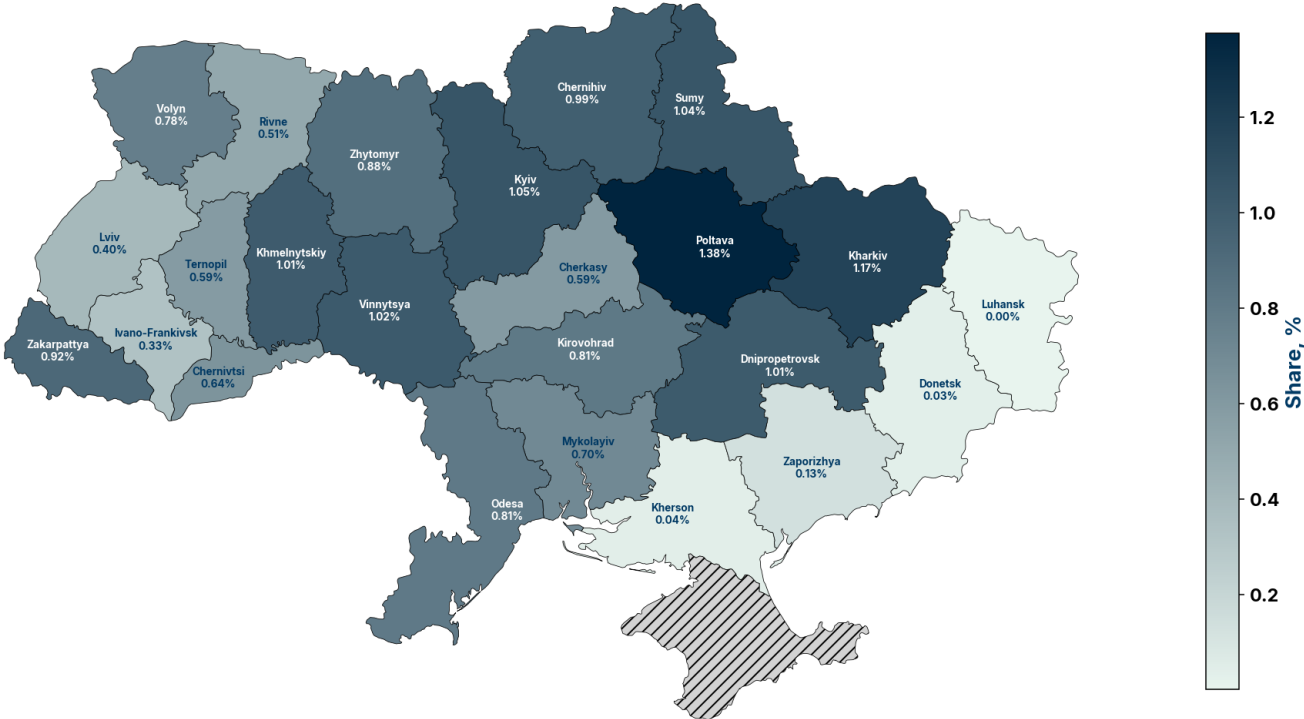 Chernihiv
0.99%
Sumy
1.04%
Volyn
0.78%
Rivne
0.51%
Zhytomyr
0.88%
Kyiv
1.05%
Poltava
1.38%
Kharkiv
1.17%
Lviv
0.40%
Ternopil
0.59%
Khmelnytskiy
1.01%
Cherkasy
0.59%
Vinnytsya
1.02%
Luhansk
0.00%
Ivano-Frankivsk
0.33%
Zakarpattya
0.92%
Chernivtsi
0.64%
Kirovohrad
0.81%
Dnipropetrovsk
1.01%
Donetsk
0.03%
Mykolayiv
0.70%
Zaporizhya
0.13%
Odesa
0.81%
Kherson
0.04%
1.2
1.0
0.8
0.6
0.4
0.2
Share, %